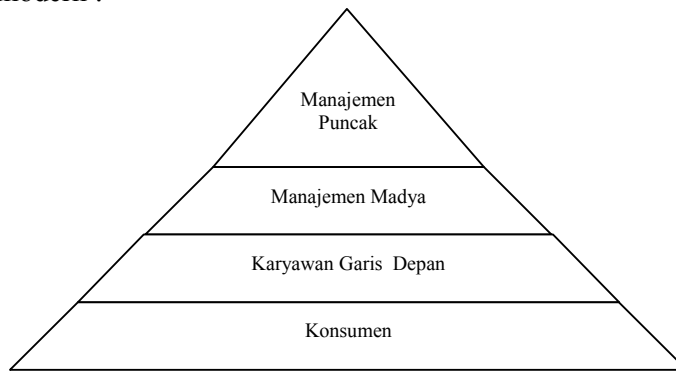 modern :
Manajemen
Puncak
Manajemen Madya
Karyawan Garis Depan
Konsumen